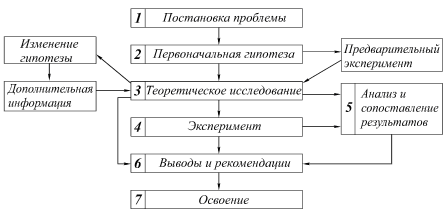 1 Постановка проблемы
Изменение
гипотезы
2 Первоначальная гипотеза
Предварительный
эксперимент
Дополнительная
информация
3 Теоретическое исследование
4 Эксперимент
5 Анализ и
сопоставление
результатов
6 Выводы и рекомендации
7 Освоение